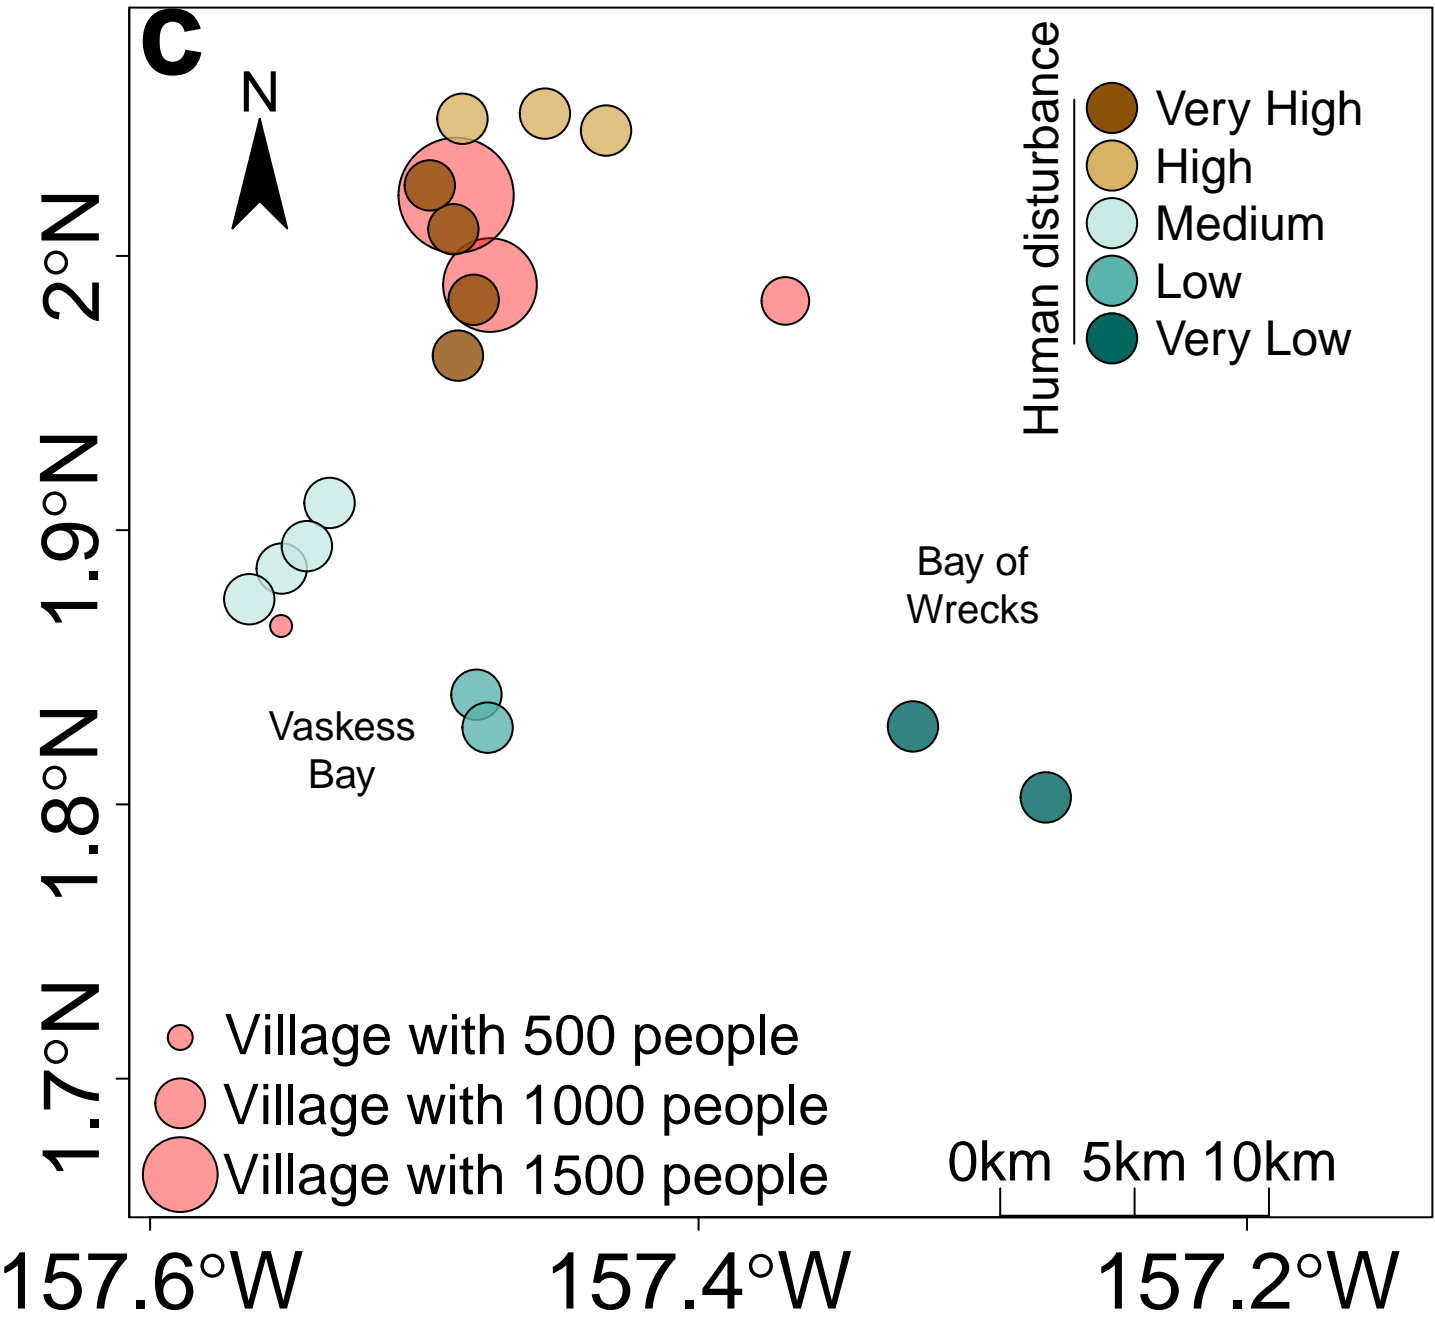 c
N
Human disturbance
Very High
High
Medium
Low
Very Low
2°N
1.9°N
1.8°N
1.7°N
Bay of
Wrecks
Vaskess
Bay
Village with 500 people
Village with 1000 people
Village with 1500 people
0km 5km 10km
157.6°W 157.4°W 157.2°W